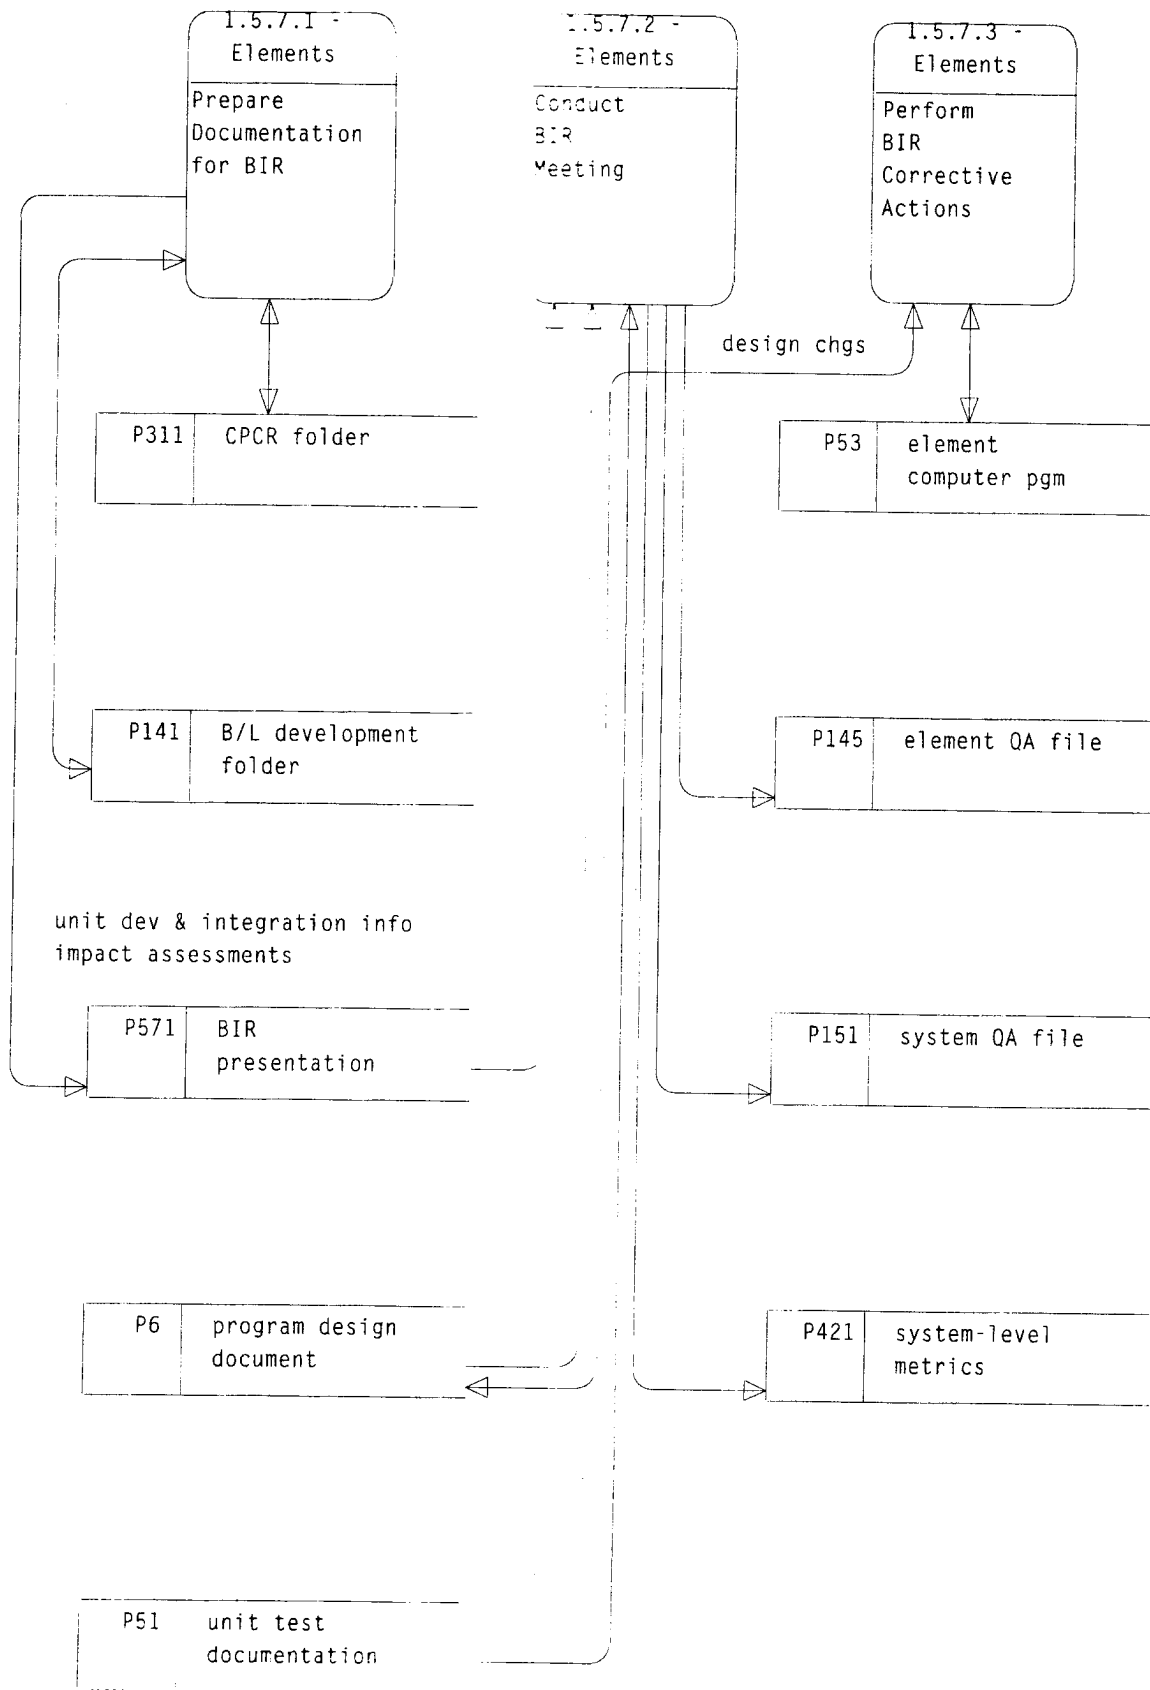 1.5.7.1 -
Elements
Prepare
Documentation
for BIR
1.5.7.2 -
Elements
Conduct
BIR
Meeting
1.5.7.3 -
Elements
Perform
BIR
Corrective
Actions
design chgs
P311 CPCR folder
P53 element
computer pgm
P141 B/L development
folder
P145 element QA file
unit dev & integration info
impact assessments
P571 BIR
presentation
P151 system QA file
P6 program design
document
P421 system-level
metrics
P51 unit test
documentation